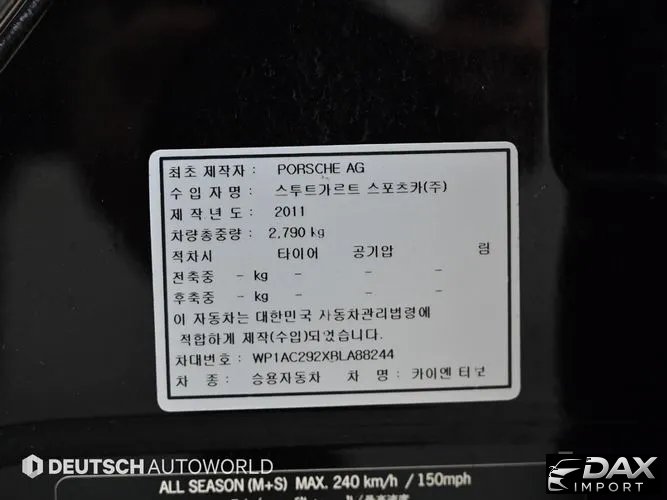 최초 제작자 : PORSCHE AG
수 입 자 명 : 스투트가르트 스포츠카(주)
제 작 년 도 : 2011
차량총중량 : 2,790 kg
적차시 타이어 공기압 림
전축중 - kg - - -
후축중 - kg - - -
이 자동차는 대한민국 자동차관리법령에
적합하게 제작(수입)되었습니다.
차대번호 : WP1AC292XBLA88244
차 종 : 승용자동차 차 명 : 카이엔 터보
DEUTSCH AUTOWORLD
ALL SEASON (M+S) MAX. 240 km/h / 150mph
DAX
IMPORT